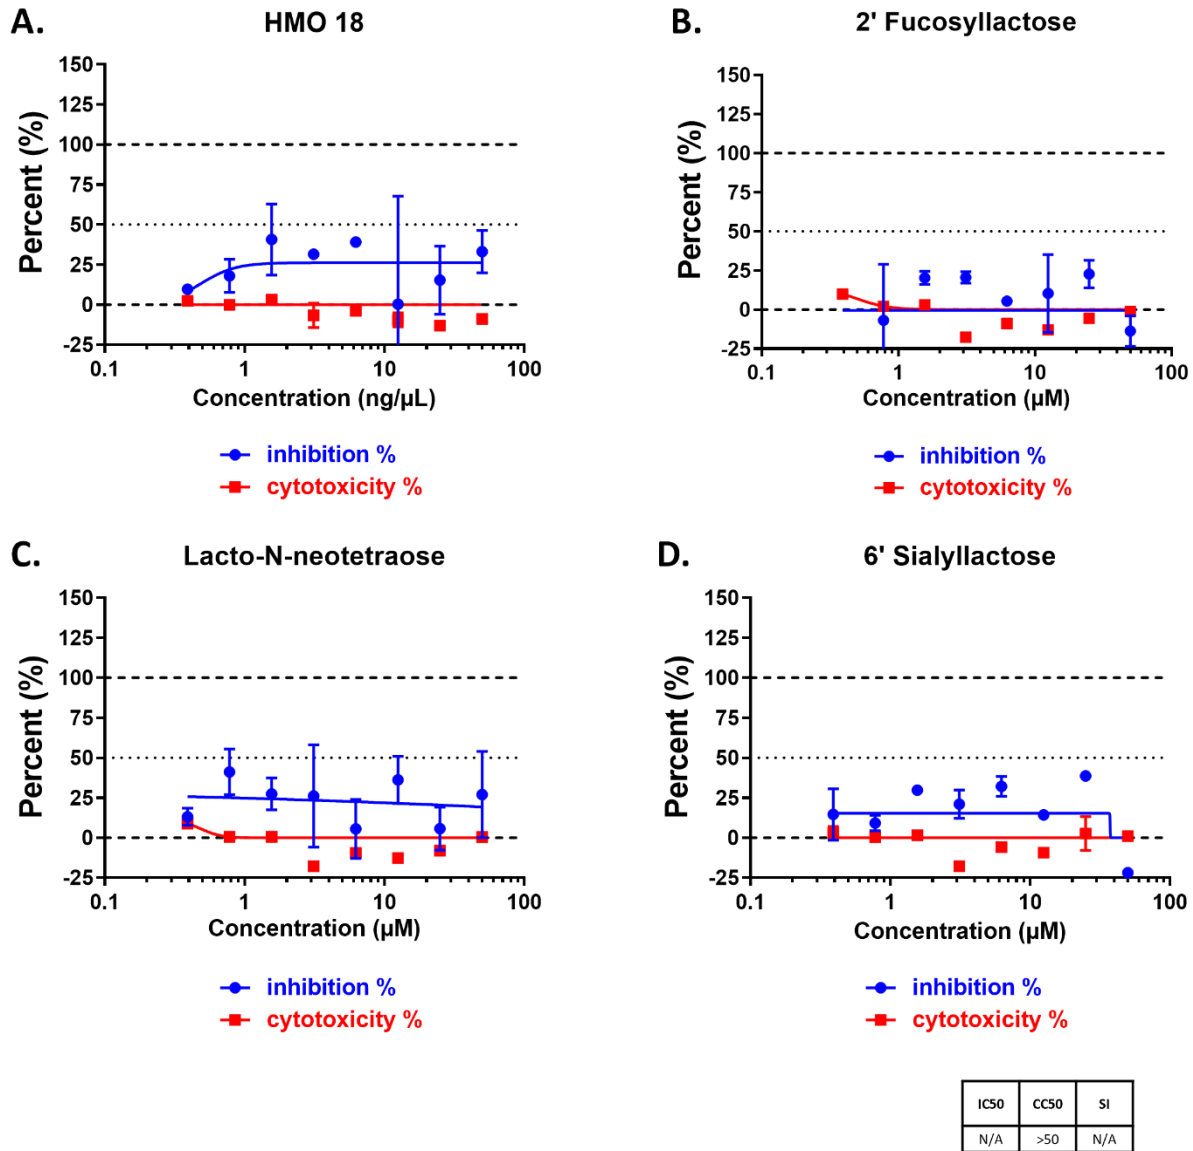 A.
HMO 18
150
125
100
75
50
25
0
-25
Percent (%)
0.1
1
10
100
Concentration (ng/µL)
inhibition %
cytotoxicity %
B.
2' Fucosyllactose
150
125
100
75
50
25
0
-25
Percent (%)
0.1
1
10
100
Concentration (µM)
inhibition %
cytotoxicity %
C.
Lacto-N-neotetraose
150
125
100
75
50
25
0
-25
Percent (%)
0.1
1
10
100
Concentration (µM)
inhibition %
cytotoxicity %
D.
6' Sialyllactose
150
125
100
75
50
25
0
-25
Percent (%)
0.1
1
10
100
Concentration (µM)
inhibition %
cytotoxicity %
IC50 CC50 SI
N/A >50 N/A